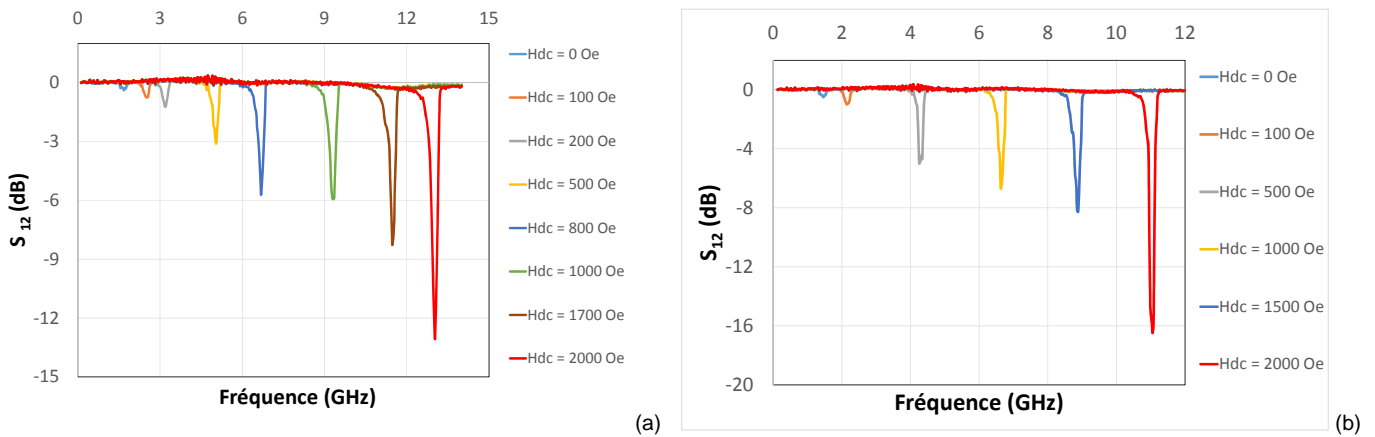 0 3 6 9 12 15
0
-3
-6
-9
-12
-15
S 12 (dB)
Fréquence (GHz)
Hdc = 0 Oe
Hdc = 100 Oe
Hdc = 200 Oe
Hdc = 500 Oe
Hdc = 800 Oe
Hdc = 1000 Oe
Hdc = 1700 Oe
Hdc = 2000 Oe
(a)
0 2 4 6 8 10 12
0
-4
-8
-12
-16
-20
S12 (dB)
Fréquence (GHz)
Hdc = 0 Oe
Hdc = 100 Oe
Hdc = 500 Oe
Hdc = 1000 Oe
Hdc = 1500 Oe
Hdc = 2000 Oe
(b)